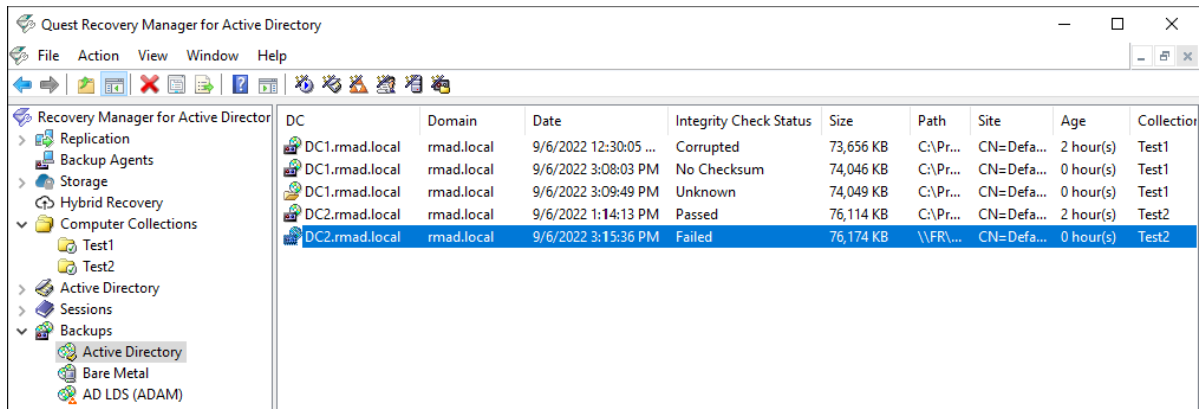 Quest Recovery Manager for Active Directory
File Action View Window Help
Recovery Manager for Active Director
Replication
Backup Agents
Storage
Hybrid Recovery
Computer Collections
Test1
Test2
Active Directory
Sessions
Backups
Active Directory
Bare Metal
AD LDS (ADAM)
DC Domain Date Integrity Check Status Size Path Site Age Collection
DC1.rmad.local rmad.local 9/6/2022 12:30:05 ... Corrupted 73,656 KB C:\Pr... CN=Defa... 2 hour(s) Test1
DC1.rmad.local rmad.local 9/6/2022 3:08:03 PM No Checksum 74,046 KB C:\Pr... CN=Defa... 0 hour(s) Test1
DC1.rmad.local rmad.local 9/6/2022 3:09:49 PM Unknown 74,049 KB C:\Pr... CN=Defa... 0 hour(s) Test1
DC2.rmad.local rmad.local 9/6/2022 1:14:13 PM Passed 76,114 KB C:\Pr... CN=Defa... 2 hour(s) Test2
DC2.rmad.local rmad.local 9/6/2022 3:15:36 PM Failed 76,174 KB \\FR\... CN=Defa... 0 hour(s) Test2